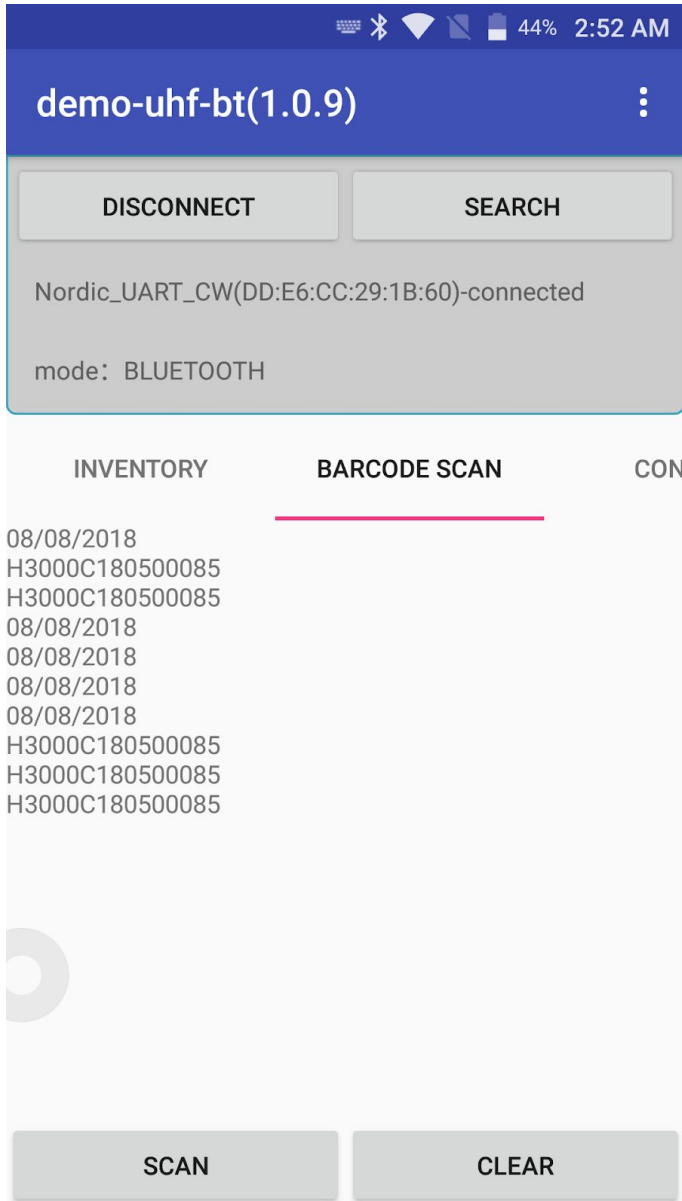 44% 2:52 AM
demo-uhf-bt(1.0.9)
DISCONNECT SEARCH
Nordic_UART_CW(DD:E6:CC:29:1B:60)-connected
mode：BLUETOOTH
INVENTORY BARCODE SCAN CON
08/08/2018
H3000C180500085
H3000C180500085
08/08/2018
08/08/2018
08/08/2018
08/08/2018
H3000C180500085
H3000C180500085
H3000C180500085
SCAN CLEAR